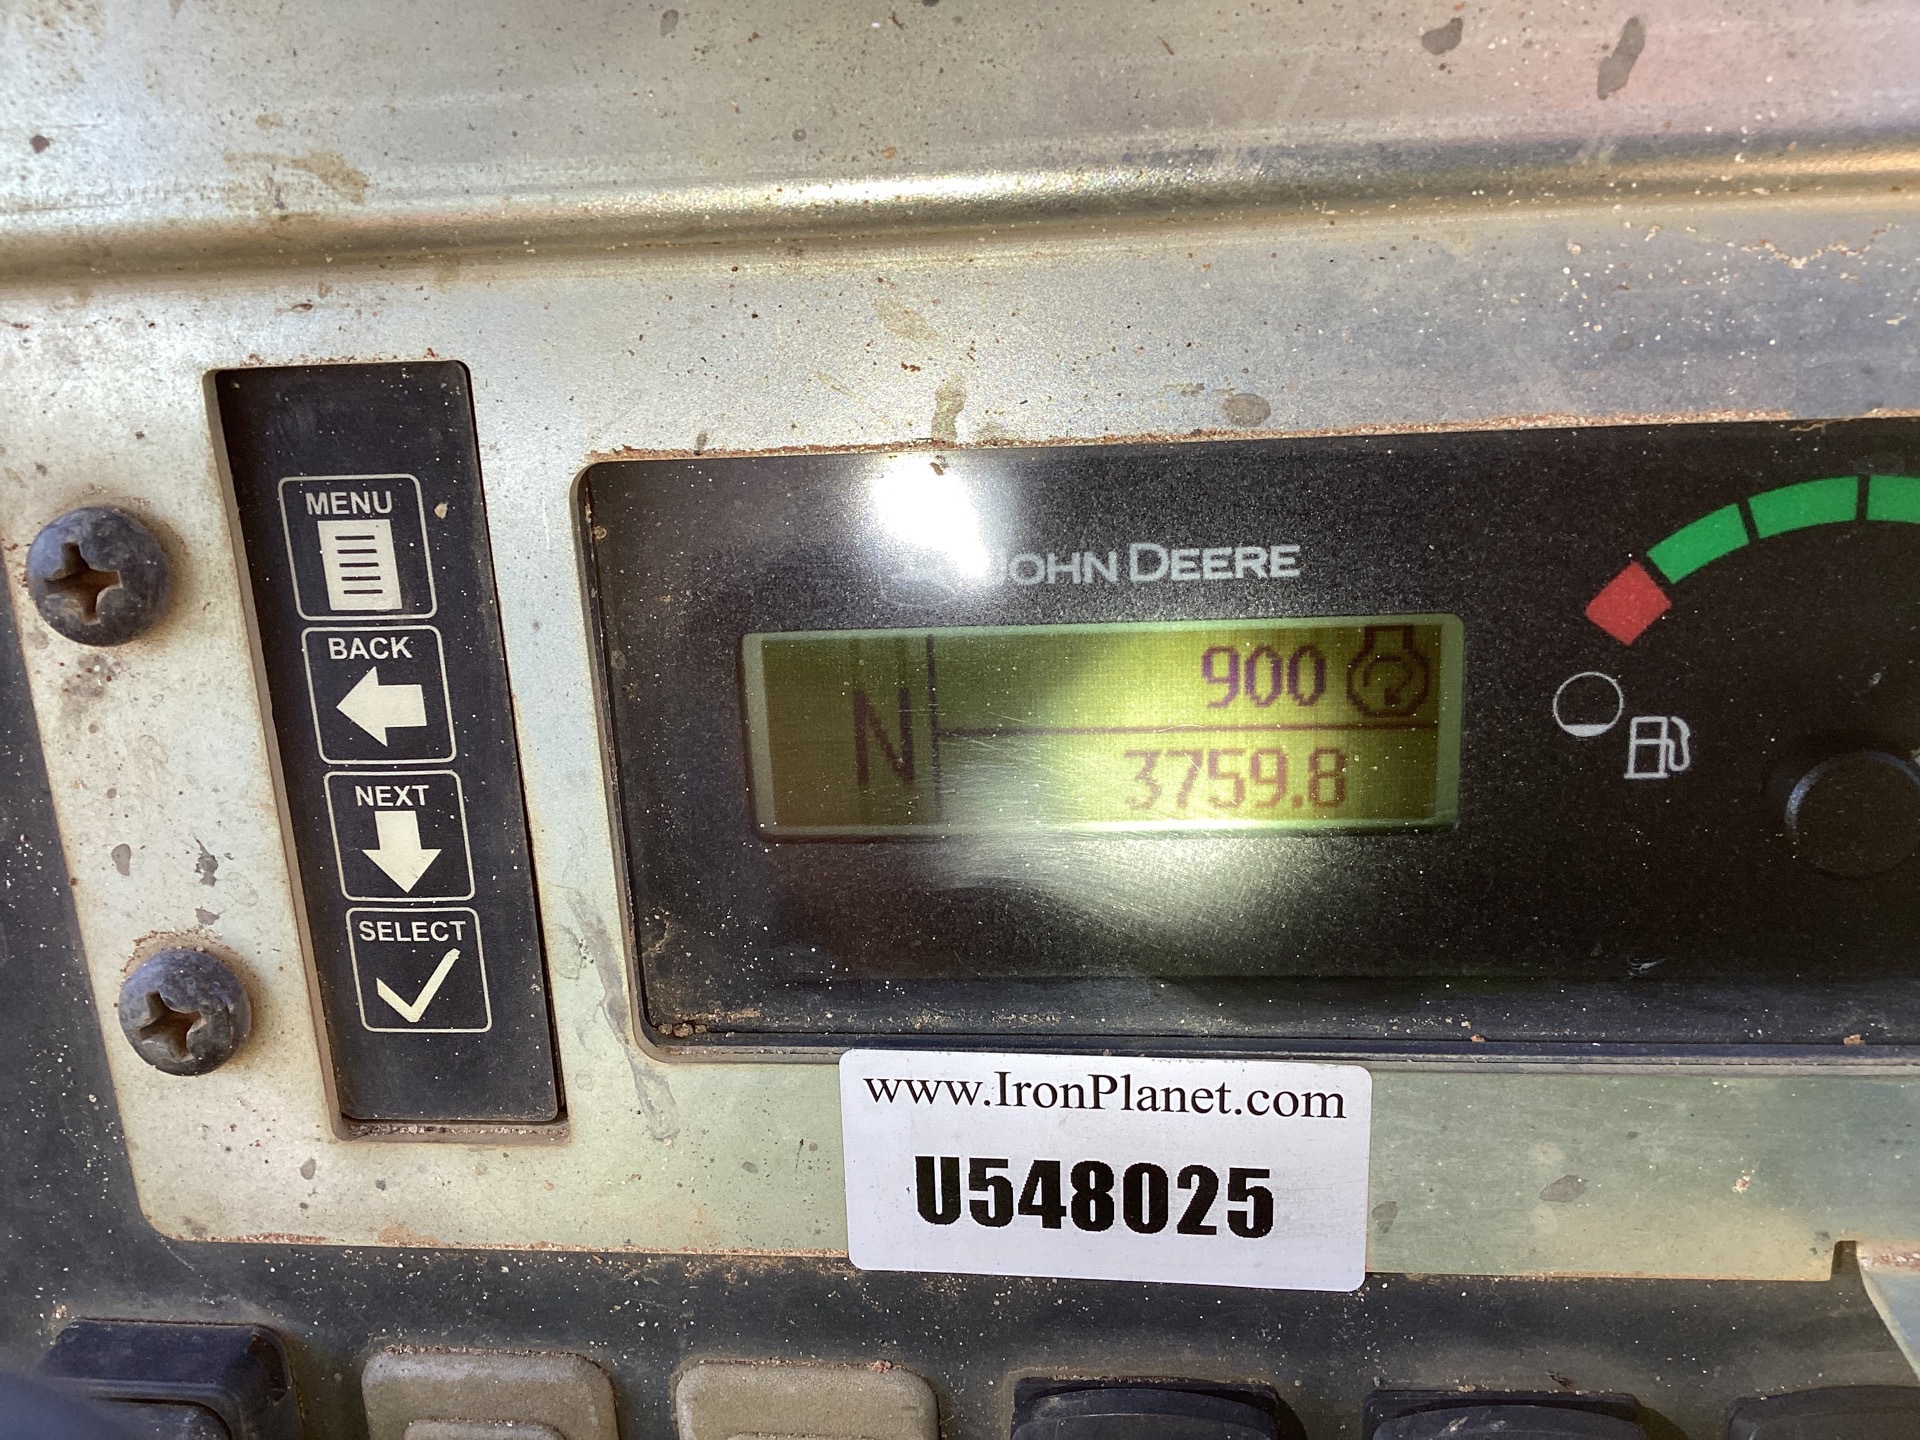 MENU
BACK
NEXT
SELECT
JOHN DEERE
N
900
3759.8
www.IronPlanet.com
U548025